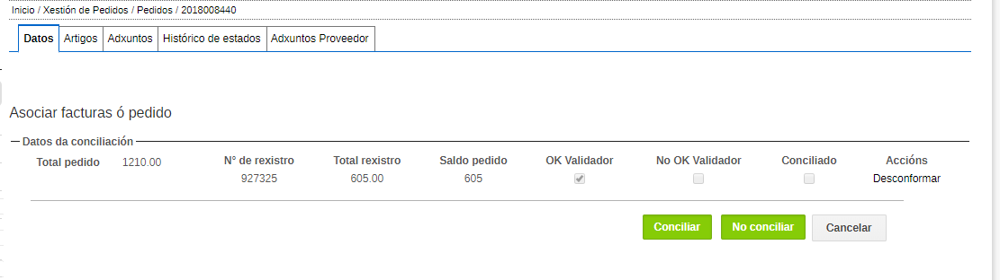 Inicio / Xestión de Pedidos / Pedidos / 2018008440
Datos Artigos Adxuntos Histórico de estados Adxuntos Proveedor
Asociar facturas ó pedido
Datos da conciliación
Total pedido 1210.00 Nº de rexistro Total rexistro Saldo pedido OK Validador No OK Validador Conciliado Accións
927325 605.00 605 Desconformar
Conciliar No conciliar Cancelar